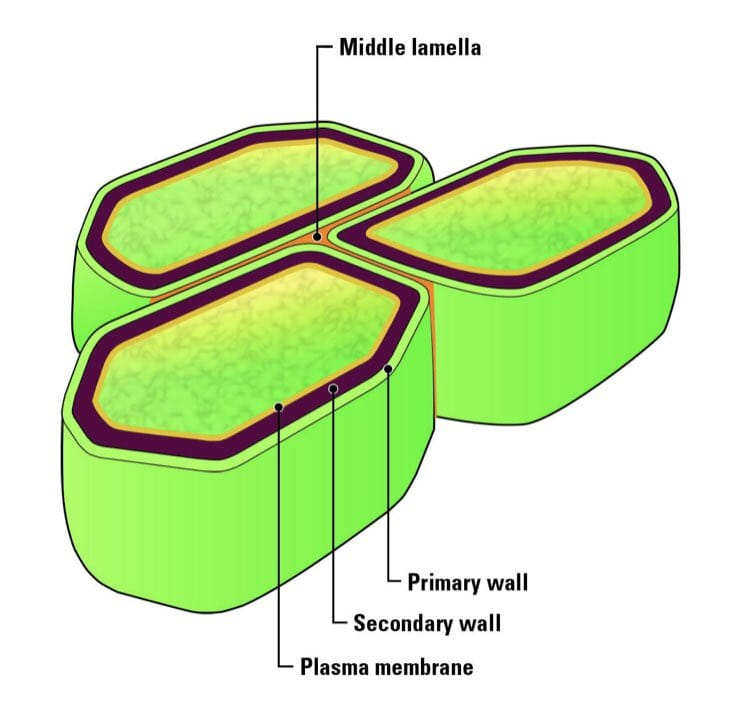 Middle lamella
Primary wall
Secondary wall
Plasma membrane